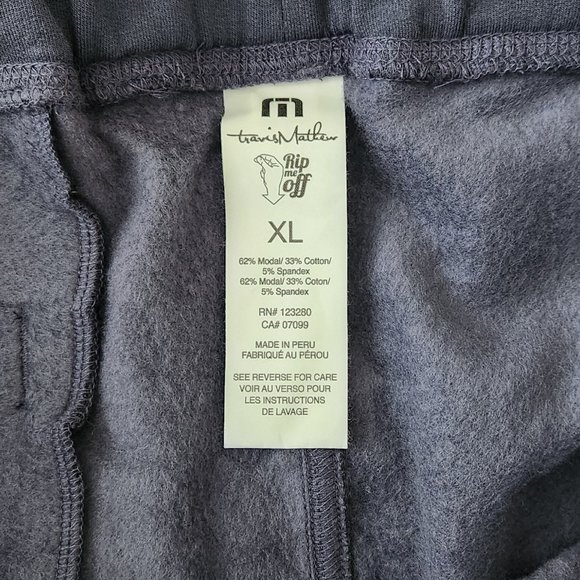 travisMathew
Rip
me
off
XL
62% Modal/ 33% Cotton/
5% Spandex
62% Modal/ 33% Coton/
5% Spandex
RN# 123280
CA# 07099
MADE IN PERU
FABRIQUÉ AU PÉROU
SEE REVERSE FOR CARE
VOIR AU VERSO POUR
LES INSTRUCTIONS
DE LAVAGE